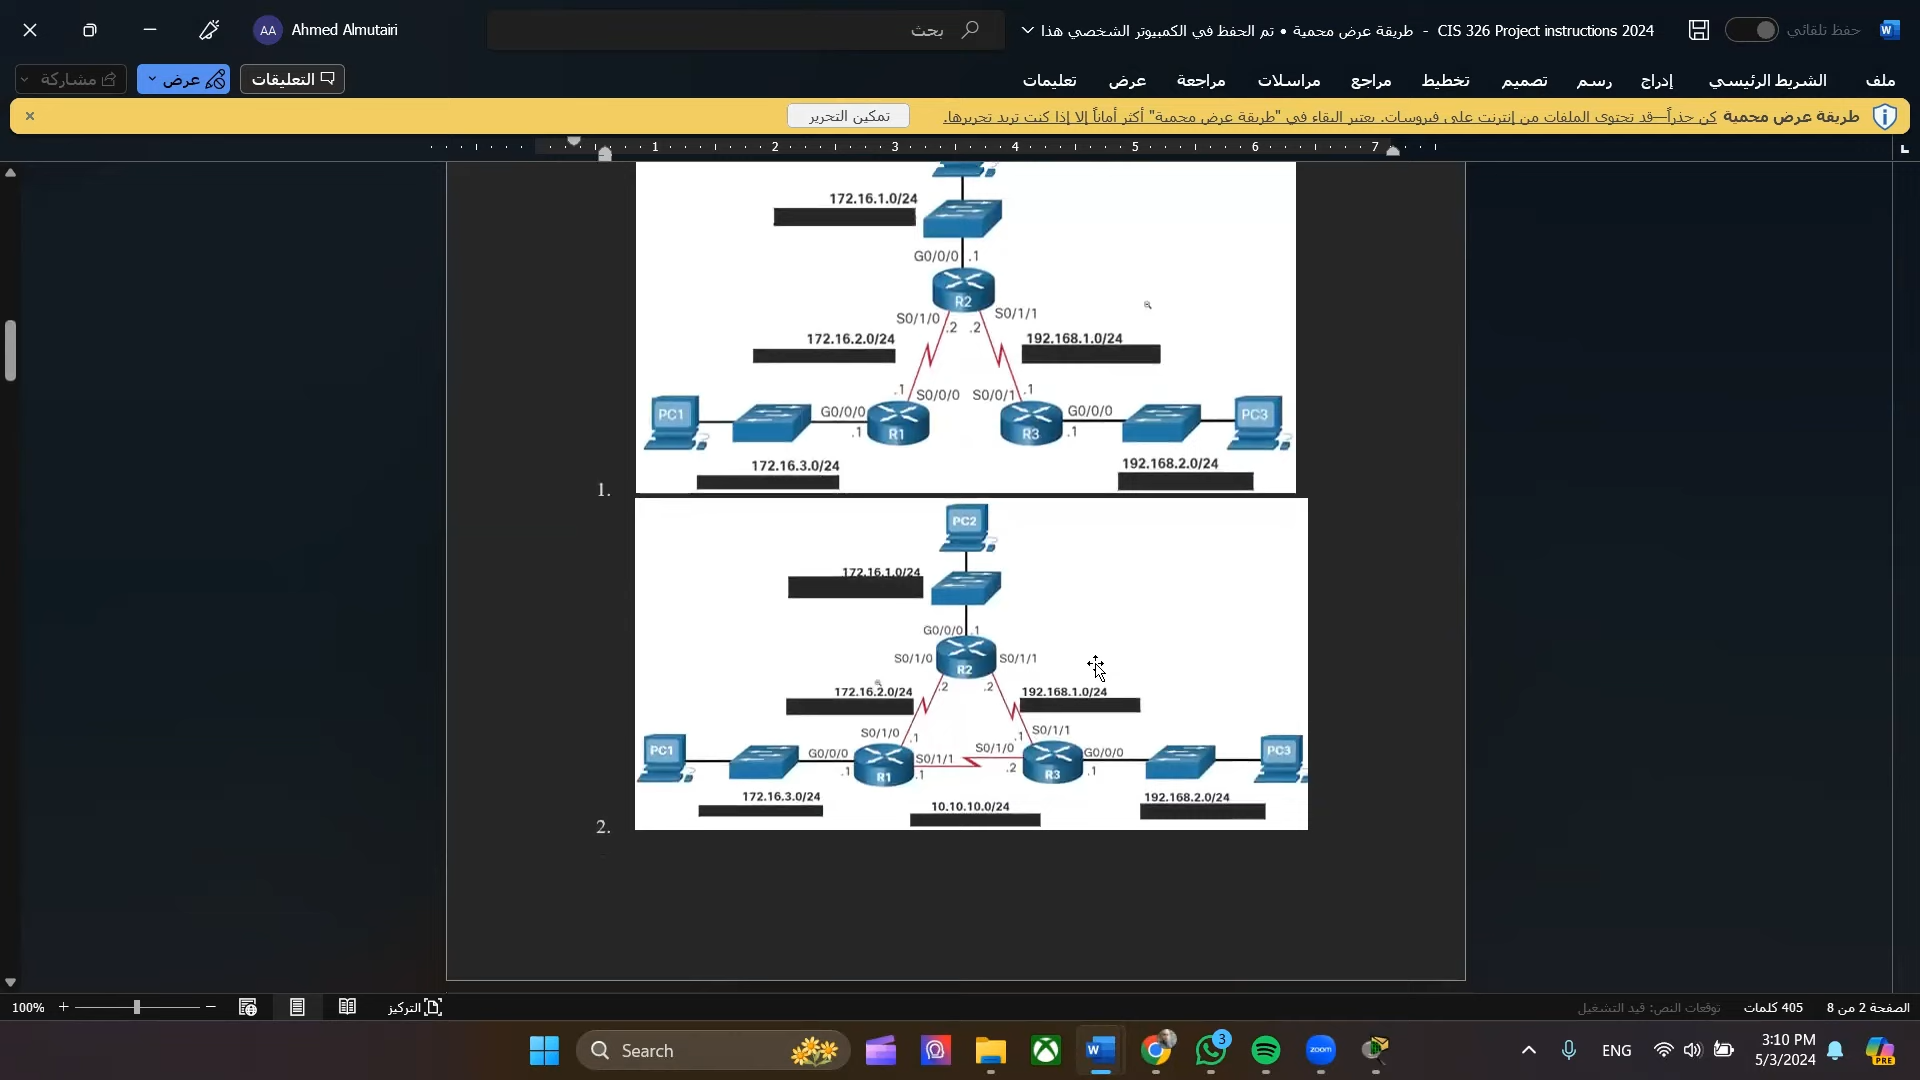 Ahmed Almutairi
بحث
CIS 326 Project instructions 2024 - طريقة عرض محمية • تم الحفظ في الكمبيوتر الشخصي هذا
حفظ تلقائي
ملف
الشريط الرئيسي
إدراج
رسم
تصميم
تخطيط
مراجع
مراسلات
مراجعة
عرض
تعليمات
التعليقات
عرض
مشاركة
طريقة عرض محمية كن حذراً—قد تحتوي الملفات من إنترنت على فيروسات. يعتبر البقاء في "طريقة عرض محمية" أكثر أماناً إلا إذا كنت تريد تحريرها.
تمكين التحرير
1 2 3 4 5 6 7
172.16.1.0/24
G0/0/0 .1
R2
S0/1/0 .2 .2 S0/1/1
172.16.2.0/24
192.168.1.0/24
.1 S0/0/0 S0/0/1 .1
PC1 G0/0/0 .1 R1
R3 G0/0/0 .1 PC3
172.16.3.0/24
192.168.2.0/24
1.
PC2
172.16.1.0/24
G0/0/0 .1
S0/1/0 R2 S0/1/1
.2 .2
172.16.2.0/24
192.168.1.0/24
S0/1/0 .1
.1 S0/1/1
PC1 G0/0/0 .1 R1 S0/1/1 .1
S0/1/0 .2 R3 G0/0/0 .1 PC3
172.16.3.0/24
10.10.10.0/24
192.168.2.0/24
2.
الصفحة 2 من 8
405 كلمات
توقعات النص: قيد التشغيل
التركيز
100%
Search
3
zoom
ENG
3:10 PM
5/3/2024
PRE
AA